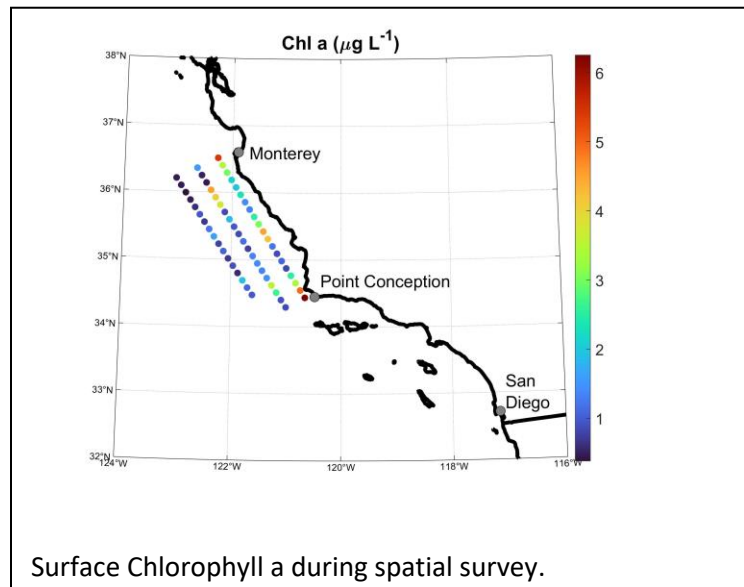 Chl a (μg L⁻¹)
38°N
37°N
36°N
35°N
34°N
33°N
32°N
124°W
122°W
120°W
118°W
116°W
Monterey
Point Conception
San
Diego
6
5
4
3
2
1
Surface Chlorophyll a during spatial survey.